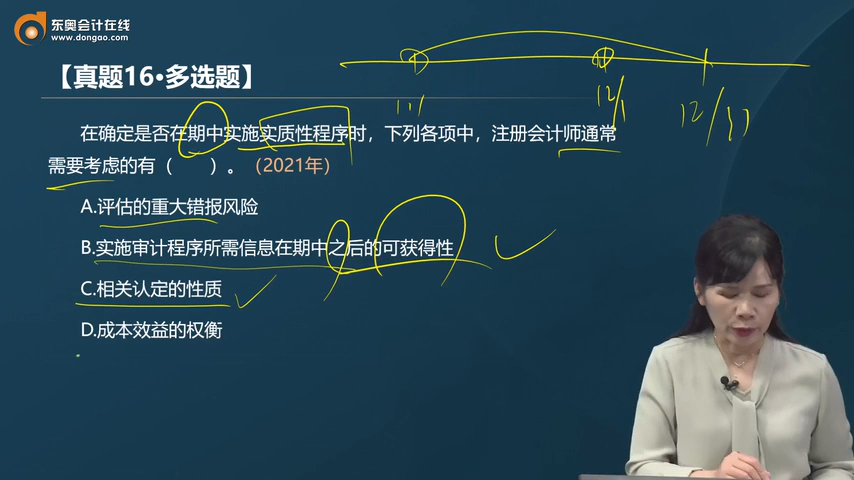 东奥会计在线
www.dongao.com
【真题16·多选题】
11/
12/1
12/31
在确定是否在期中实施实质性程序时，下列各项中，注册会计师通常
需要考虑的有（ ）。（2021年）
A.评估的重大错报风险
B.实施审计程序所需信息在期中之后的可获得性
C.相关认定的性质
D.成本效益的权衡